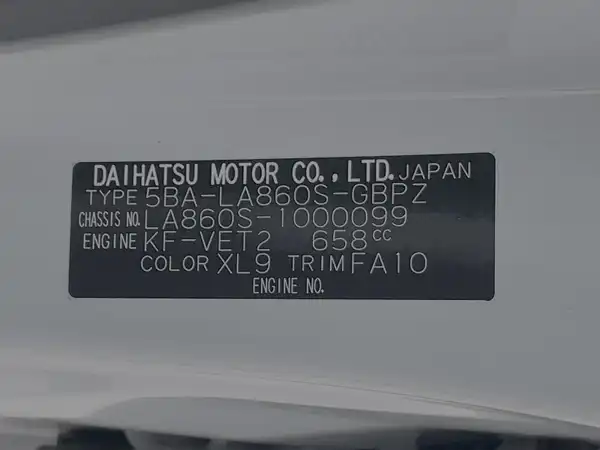 DAIHATSU MOTOR CO.,LTD. JAPAN
TYPE 5BA-LA860S-GBPZ
CHASSIS NO. LA860S-1000099
ENGINE KF-VET2 658cc
COLOR XL9 TRIM FA10
ENGINE NO.